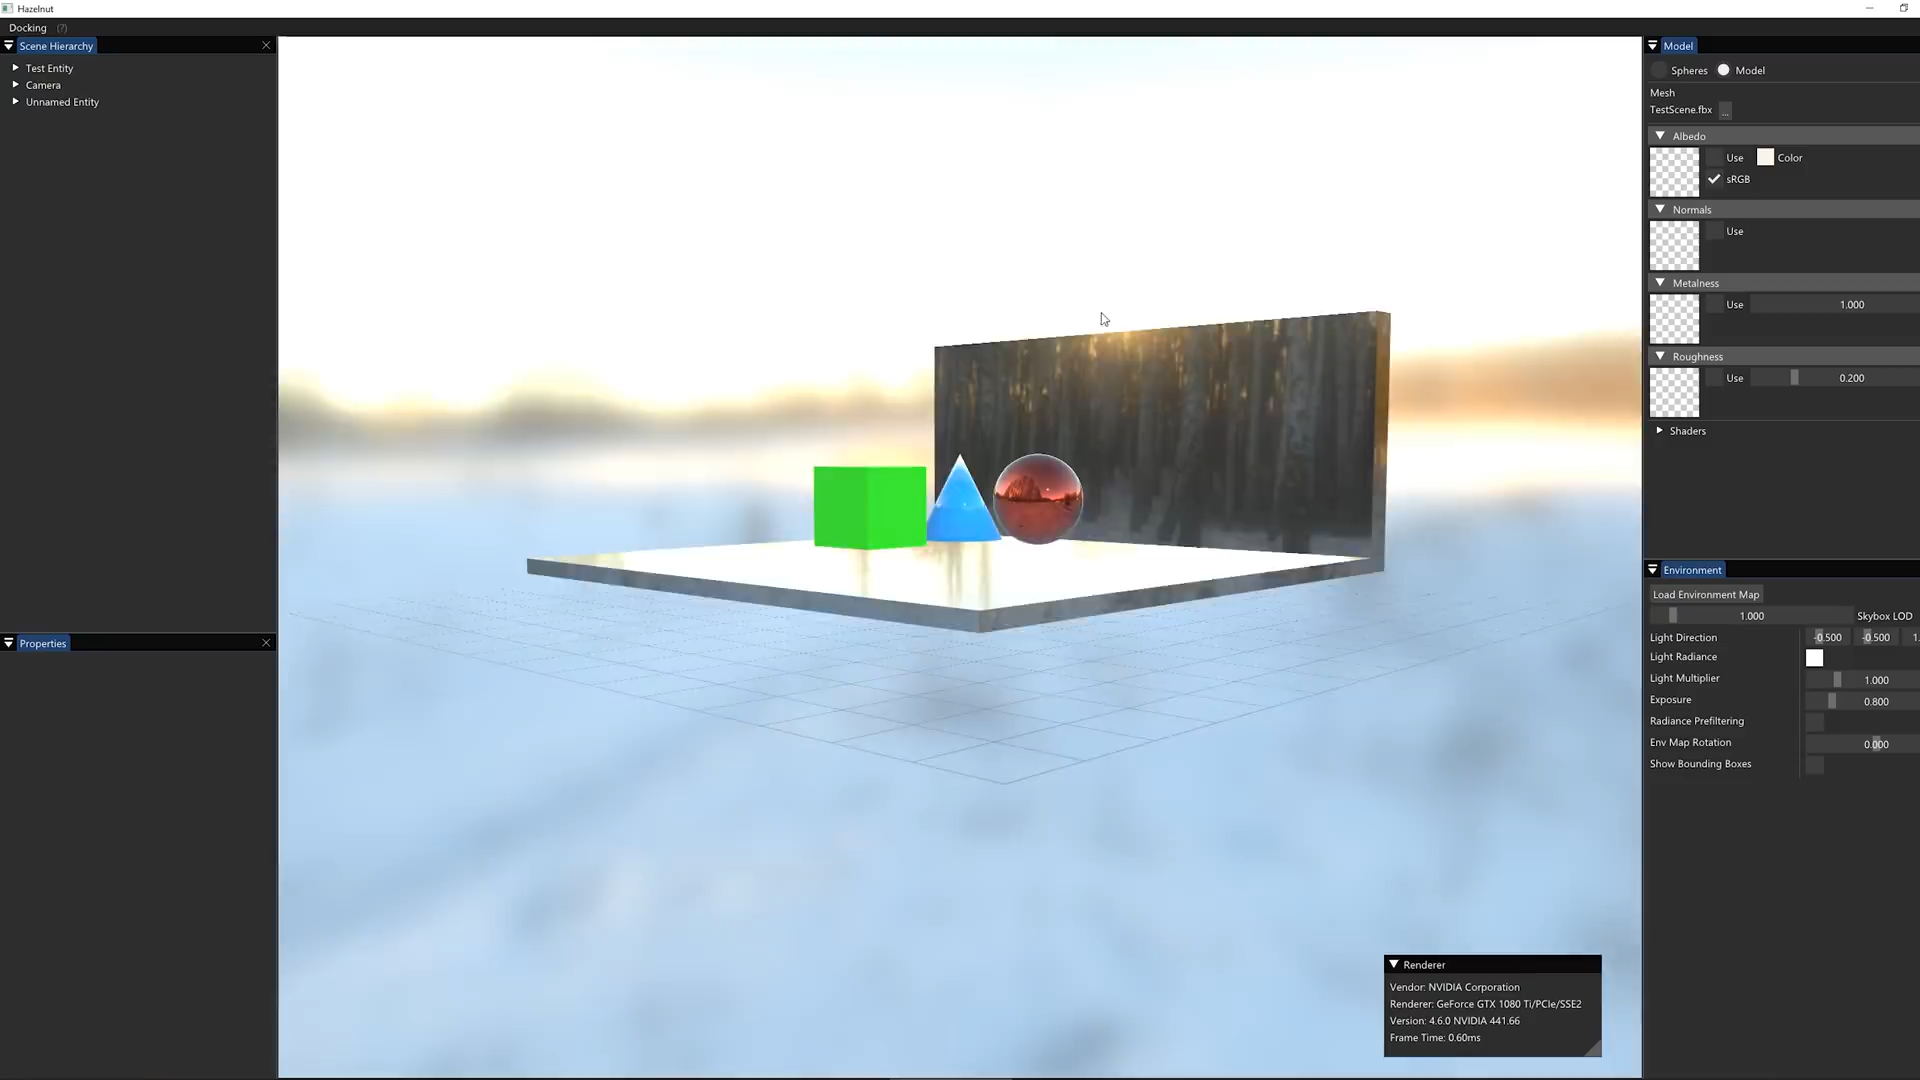 Hazelnut
Docking (?)
Scene Hierarchy
Test Entity
Camera
Unnamed Entity
Properties
Model
Spheres Model
Mesh
TestScene.fbx ...
Albedo
Use Color
sRGB
Normals
Use
Metalness
Use 1.000
Roughness
Use 0.200
Shaders
Environment
Load Environment Map
1.000 Skybox LOD
Light Direction -0.500 -0.500 1.
Light Radiance
Light Multiplier 1.000
Exposure 0.800
Radiance Prefiltering
Env Map Rotation 0.000
Show Bounding Boxes
Renderer
Vendor: NVIDIA Corporation
Renderer: GeForce GTX 1080 Ti/PCIe/SSE2
Version: 4.6.0 NVIDIA 441.66
Frame Time: 0.60ms